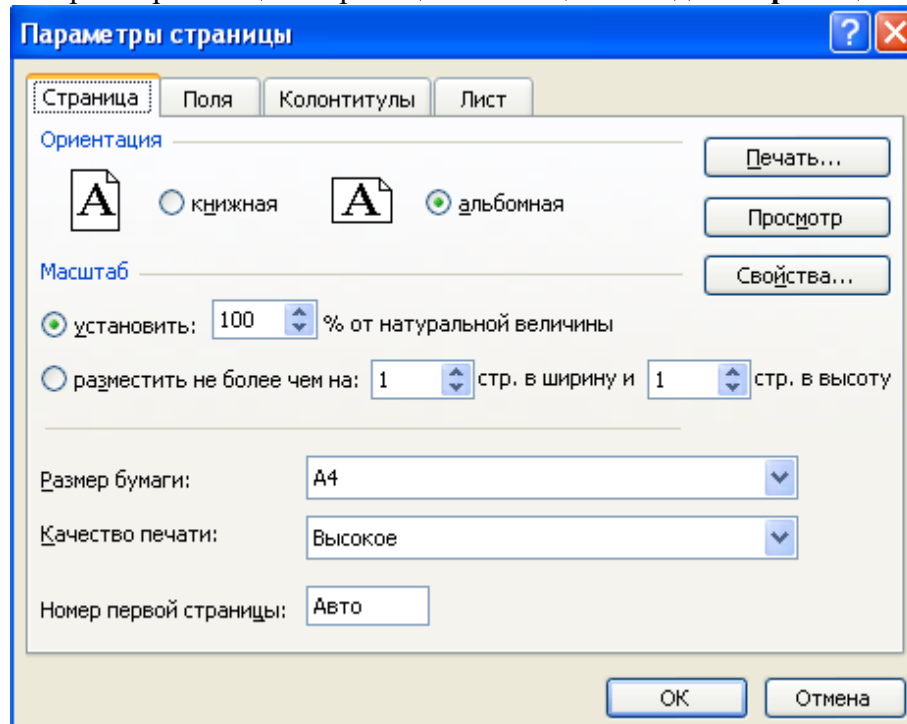 Параметры страницы
Страница Поля Колонтитулы Лист
Ориентация
A книжная A альбомная
Печать...
Просмотр
Масштаб
Свойства...
установить: 100 % от натуральной величины
разместить не более чем на: 1 стр. в ширину и 1 стр. в высоту
Размер бумаги: A4
Качество печати: Высокое
Номер первой страницы: Авто
ОК Отмена